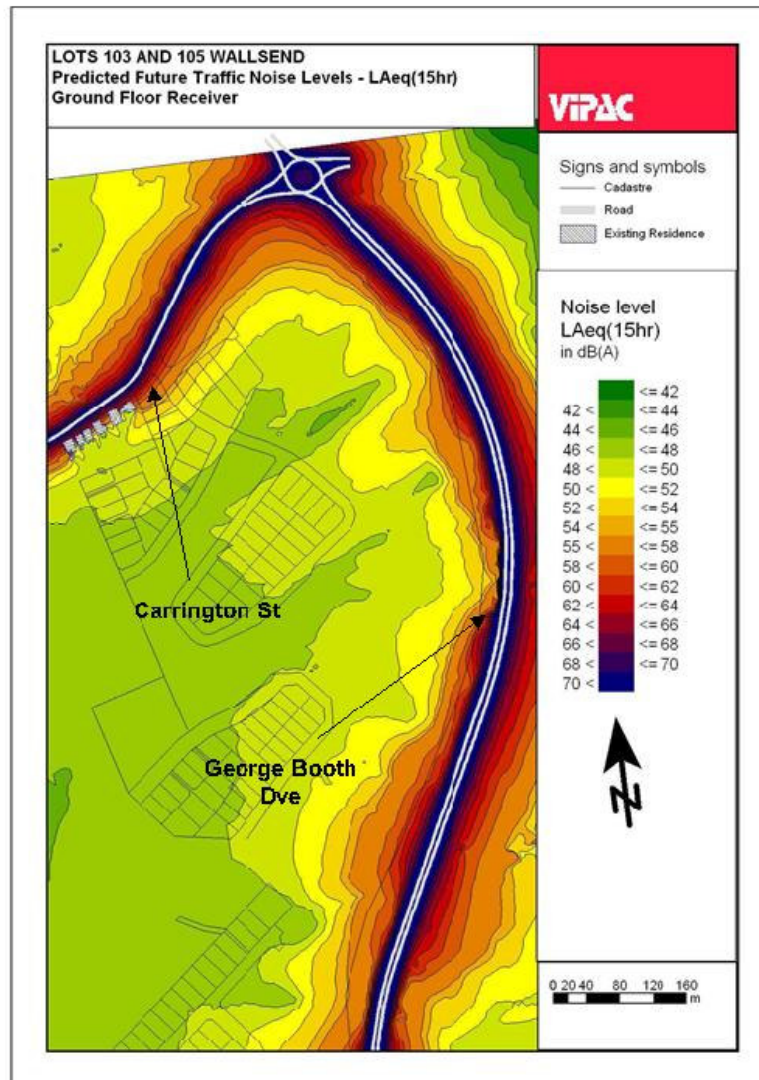 LOTS 103 AND 105 WALLSEND
Predicted Future Traffic Noise Levels - LAeq(15hr)
Ground Floor Receiver
VIPAC
Signs and symbols
Cadastre
Road
Existing Residence
Noise level
LAeq(15hr)
in dB(A)
<= 42
42 < <= 44
44 < <= 46
46 < <= 48
48 < <= 50
50 < <= 52
52 < <= 54
54 < <= 55
55 < <= 58
58 < <= 60
60 < <= 62
62 < <= 64
64 < <= 66
66 < <= 68
68 < <= 70
70 <
Carrington St
George Booth
Dve
N
0 20 40 80 120 160
m